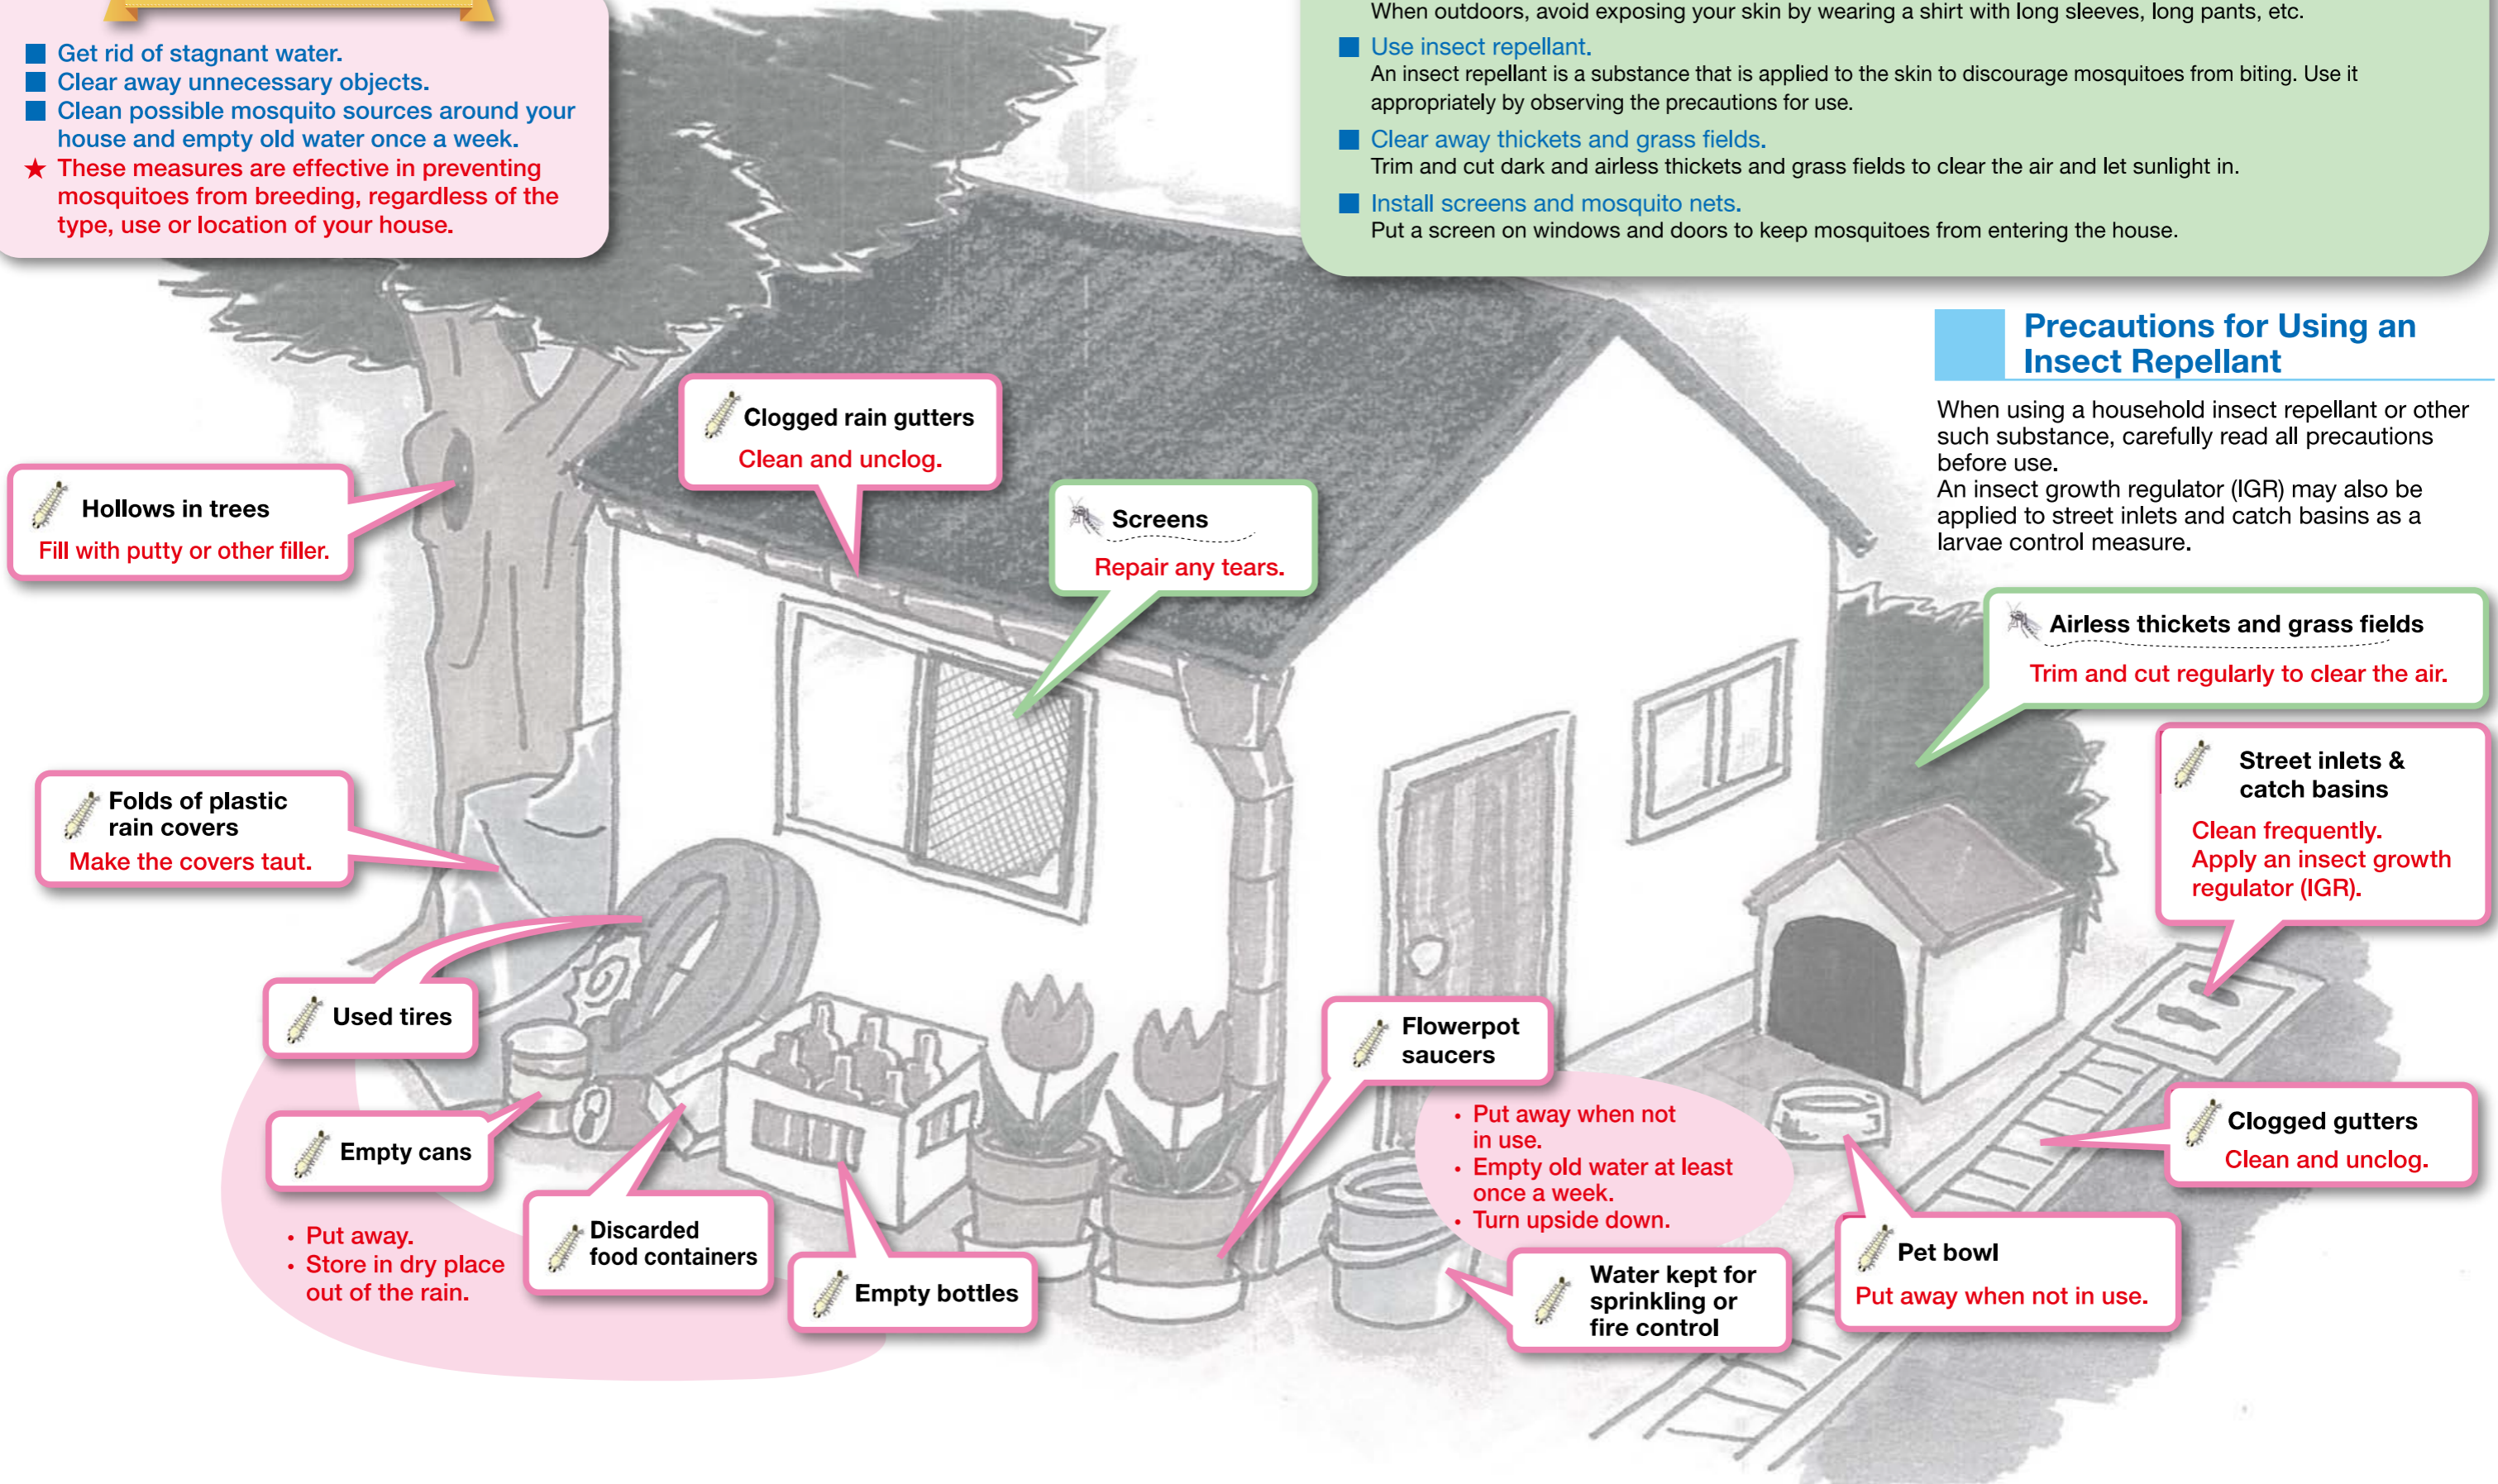 Get rid of stagnant water.
Clear away unnecessary objects.
Clean possible mosquito sources around your
house and empty old water once a week.
★ These measures are effective in preventing
mosquitoes from breeding, regardless of the
type, use or location of your house.
When outdoors, avoid exposing your skin by wearing a shirt with long sleeves, long pants, etc.
Use insect repellant.
An insect repellant is a substance that is applied to the skin to discourage mosquitoes from biting. Use it
appropriately by observing the precautions for use.
Clear away thickets and grass fields.
Trim and cut dark and airless thickets and grass fields to clear the air and let sunlight in.
Install screens and mosquito nets.
Put a screen on windows and doors to keep mosquitoes from entering the house.
Precautions for Using an
Insect Repellant
When using a household insect repellant or other
such substance, carefully read all precautions
before use.
An insect growth regulator (IGR) may also be
applied to street inlets and catch basins as a
larvae control measure.
Clogged rain gutters
Clean and unclog.
Hollows in trees
Fill with putty or other filler.
Screens
Repair any tears.
Airless thickets and grass fields
Trim and cut regularly to clear the air.
Street inlets &
catch basins
Clean frequently.
Apply an insect growth
regulator (IGR).
Folds of plastic
rain covers
Make the covers taut.
Used tires
Flowerpot
saucers
• Put away when not
in use.
• Empty old water at least
once a week.
• Turn upside down.
Clogged gutters
Clean and unclog.
Empty cans
• Put away.
• Store in dry place
out of the rain.
Discarded
food containers
Empty bottles
Water kept for
sprinkling or
fire control
Pet bowl
Put away when not in use.